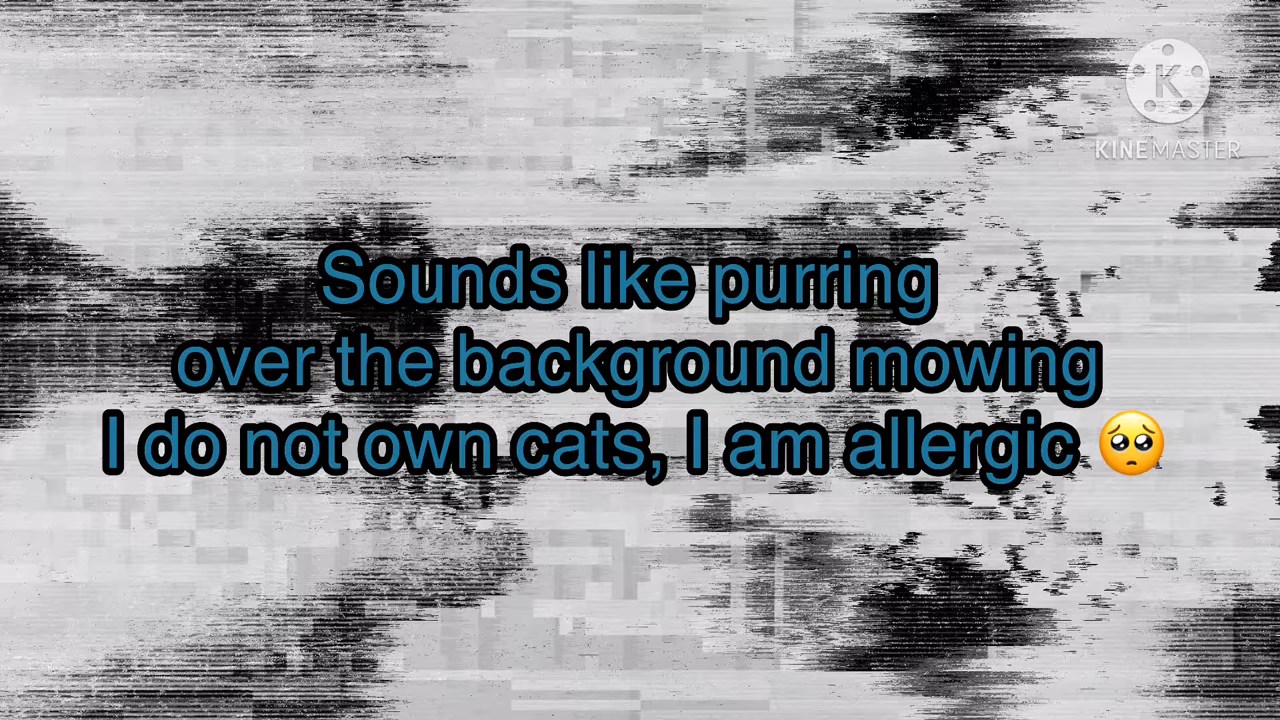 KINEMASTER
Sounds like purring
over the background mowing
I do not own cats, I am allergic 🥺